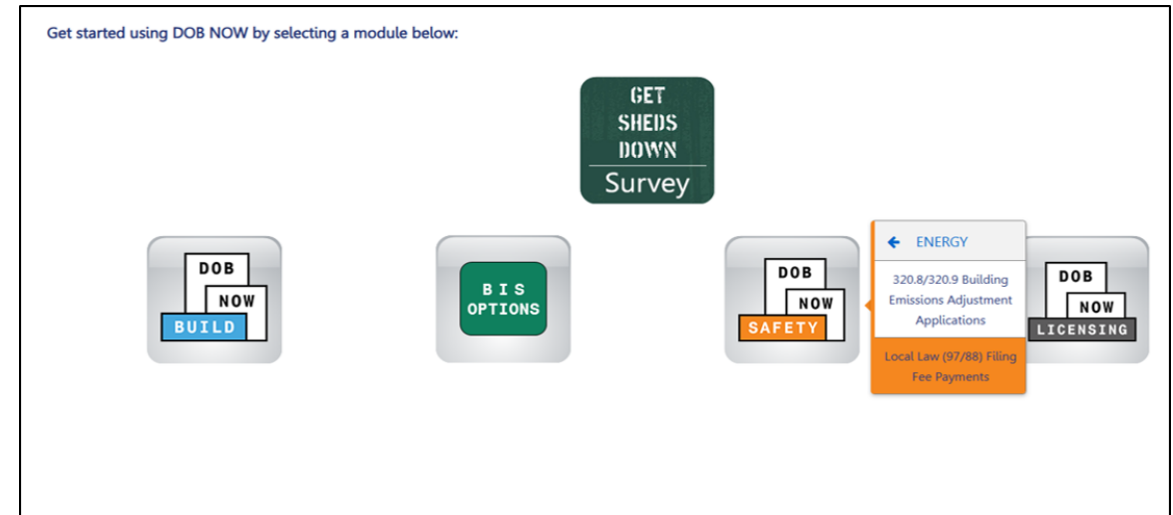 Get started using DOB NOW by selecting a module below:
GET
SHEDS
DOWN
Survey
DOB
NOW
BUILD
BIS
OPTIONS
DOB
NOW
SAFETY
ENERGY
320.8/320.9 Building
Emissions Adjustment
Applications
Local Law (97/88) Filing
Fee Payments
DOB
NOW
LICENSING